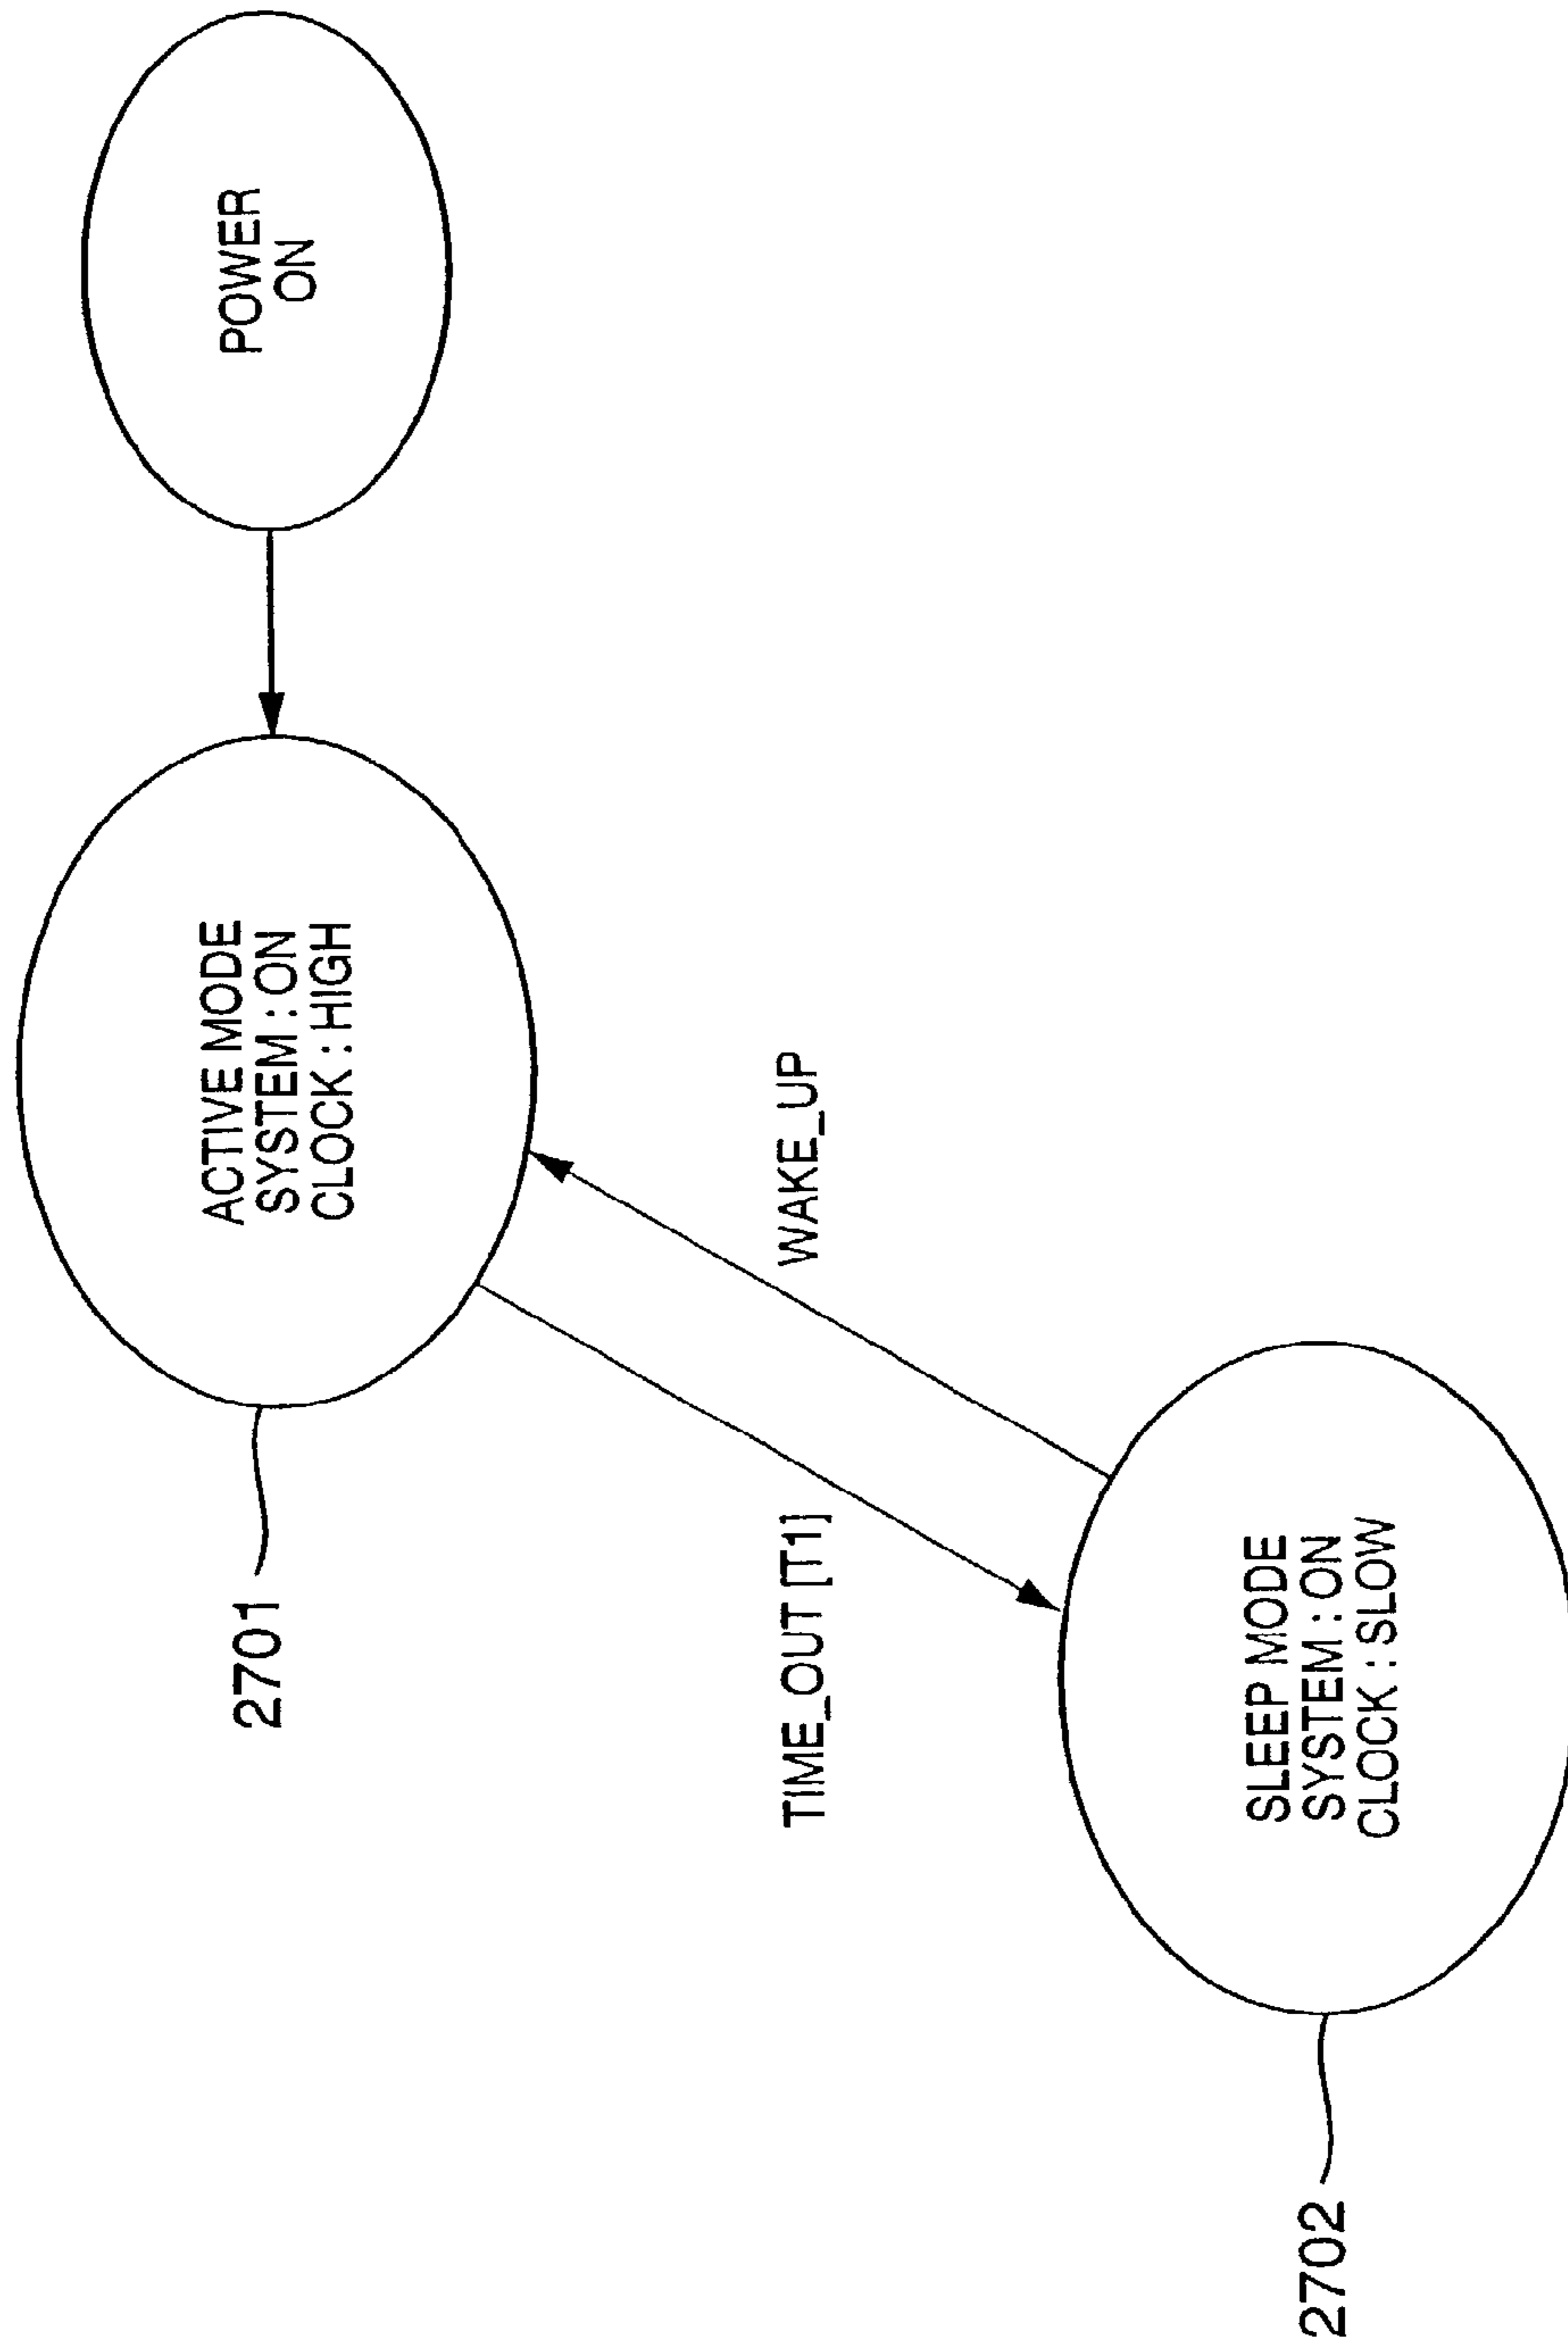 POWER
ON
ACTIVE MODE
SYSTEM : ON
CLOCK : HIGH
2701
WAKE_UP
TIME_OUT [T1]
SLEEP MODE
SYSTEM : ON
CLOCK : SLOW
2702